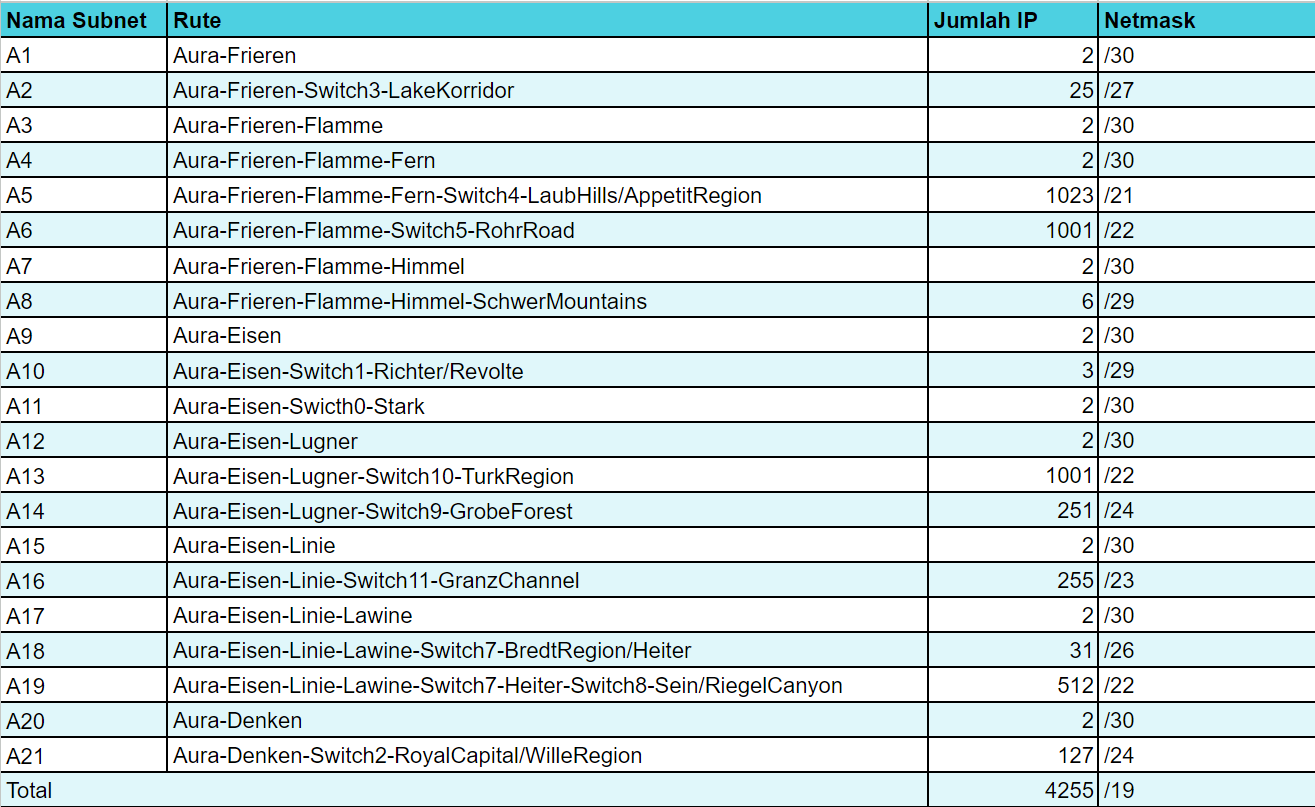 Nama Subnet Rute Jumlah IP Netmask
A1 Aura-Frieren 2 /30
A2 Aura-Frieren-Switch3-LakeKorridor 25 /27
A3 Aura-Frieren-Flamme 2 /30
A4 Aura-Frieren-Flamme-Fern 2 /30
A5 Aura-Frieren-Flamme-Fern-Switch4-LaubHills/AppetitRegion 1023 /21
A6 Aura-Frieren-Flamme-Switch5-RohrRoad 1001 /22
A7 Aura-Frieren-Flamme-Himmel 2 /30
A8 Aura-Frieren-Flamme-Himmel-SchwerMountains 6 /29
A9 Aura-Eisen 2 /30
A10 Aura-Eisen-Switch1-Richter/Revolte 3 /29
A11 Aura-Eisen-Swicth0-Stark 2 /30
A12 Aura-Eisen-Lugner 2 /30
A13 Aura-Eisen-Lugner-Switch10-TurkRegion 1001 /22
A14 Aura-Eisen-Lugner-Switch9-GrobeForest 251 /24
A15 Aura-Eisen-Linie 2 /30
A16 Aura-Eisen-Linie-Switch11-GranzChannel 255 /23
A17 Aura-Eisen-Linie-Lawine 2 /30
A18 Aura-Eisen-Linie-Lawine-Switch7-BredtRegion/Heiter 31 /26
A19 Aura-Eisen-Linie-Lawine-Switch7-Heiter-Switch8-Sein/RiegelCanyon 512 /22
A20 Aura-Denken 2 /30
A21 Aura-Denken-Switch2-RoyalCapital/WilleRegion 127 /24
Total 4255 /19